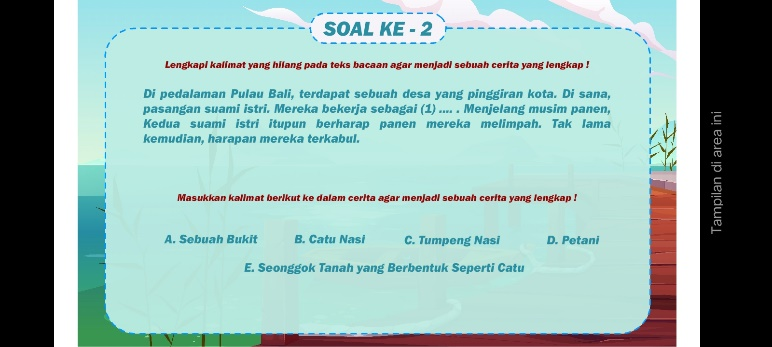 SOAL KE - 2
Lengkapi kalimat yang hilang pada teks bacaan agar menjadi sebuah cerita yang lengkap !
Di pedalaman Pulau Bali, terdapat sebuah desa yang pinggiran kota. Di sana,
pasangan suami istri. Mereka bekerja sebagai (1) .... . Menjelang musim panen,
Kedua suami istri itupun berharap panen mereka melimpah. Tak lama
kemudian, harapan mereka terkabul.
Masukkan kalimat berikut ke dalam cerita agar menjadi sebuah cerita yang lengkap !
A. Sebuah Bukit B. Catu Nasi C. Tumpeng Nasi D. Petani
E. Seonggok Tanah yang Berbentuk Seperti Catu
Tampilan di area ini